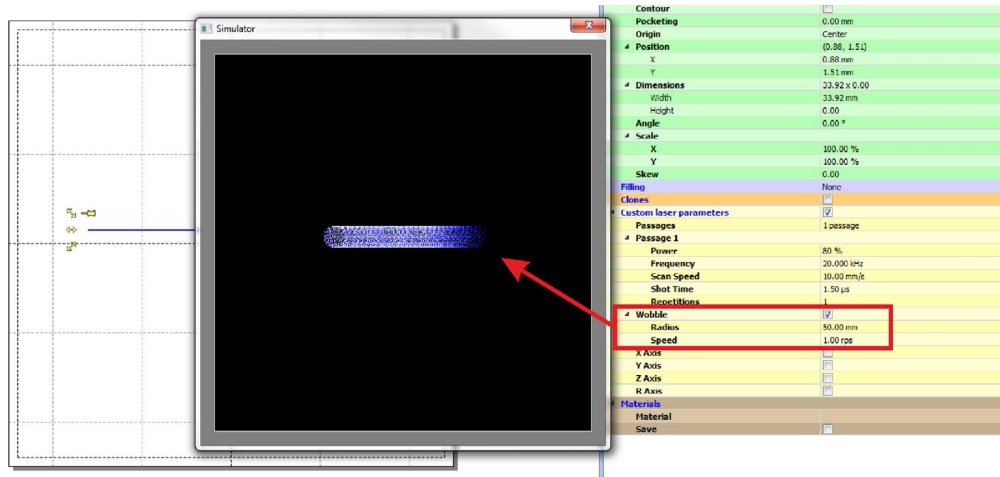 Simulator
Contour
Pocketing 0.00 mm
Origin Center
Position (0.88, 1.51)
X 0.88 mm
Y 1.51 mm
Dimensions 33.92 x 0.00
Width 33.92 mm
Height 0.00
Angle 0.00 °
Scale
X 100.00 %
Y 100.00 %
Skew 0.00
Filling None
Clones
Custom laser parameters
Passages 1 passage
Passage 1
Power 80 %
Frequency 20.000 kHz
Scan Speed 10.00 mm/s
Shot Time 1.50 µs
Repetitions 1
Wobble
Radius 50.00 mm
Speed 1.00 rps
X Axis
Y Axis
Z Axis
R Axis
Materials
Material
Save